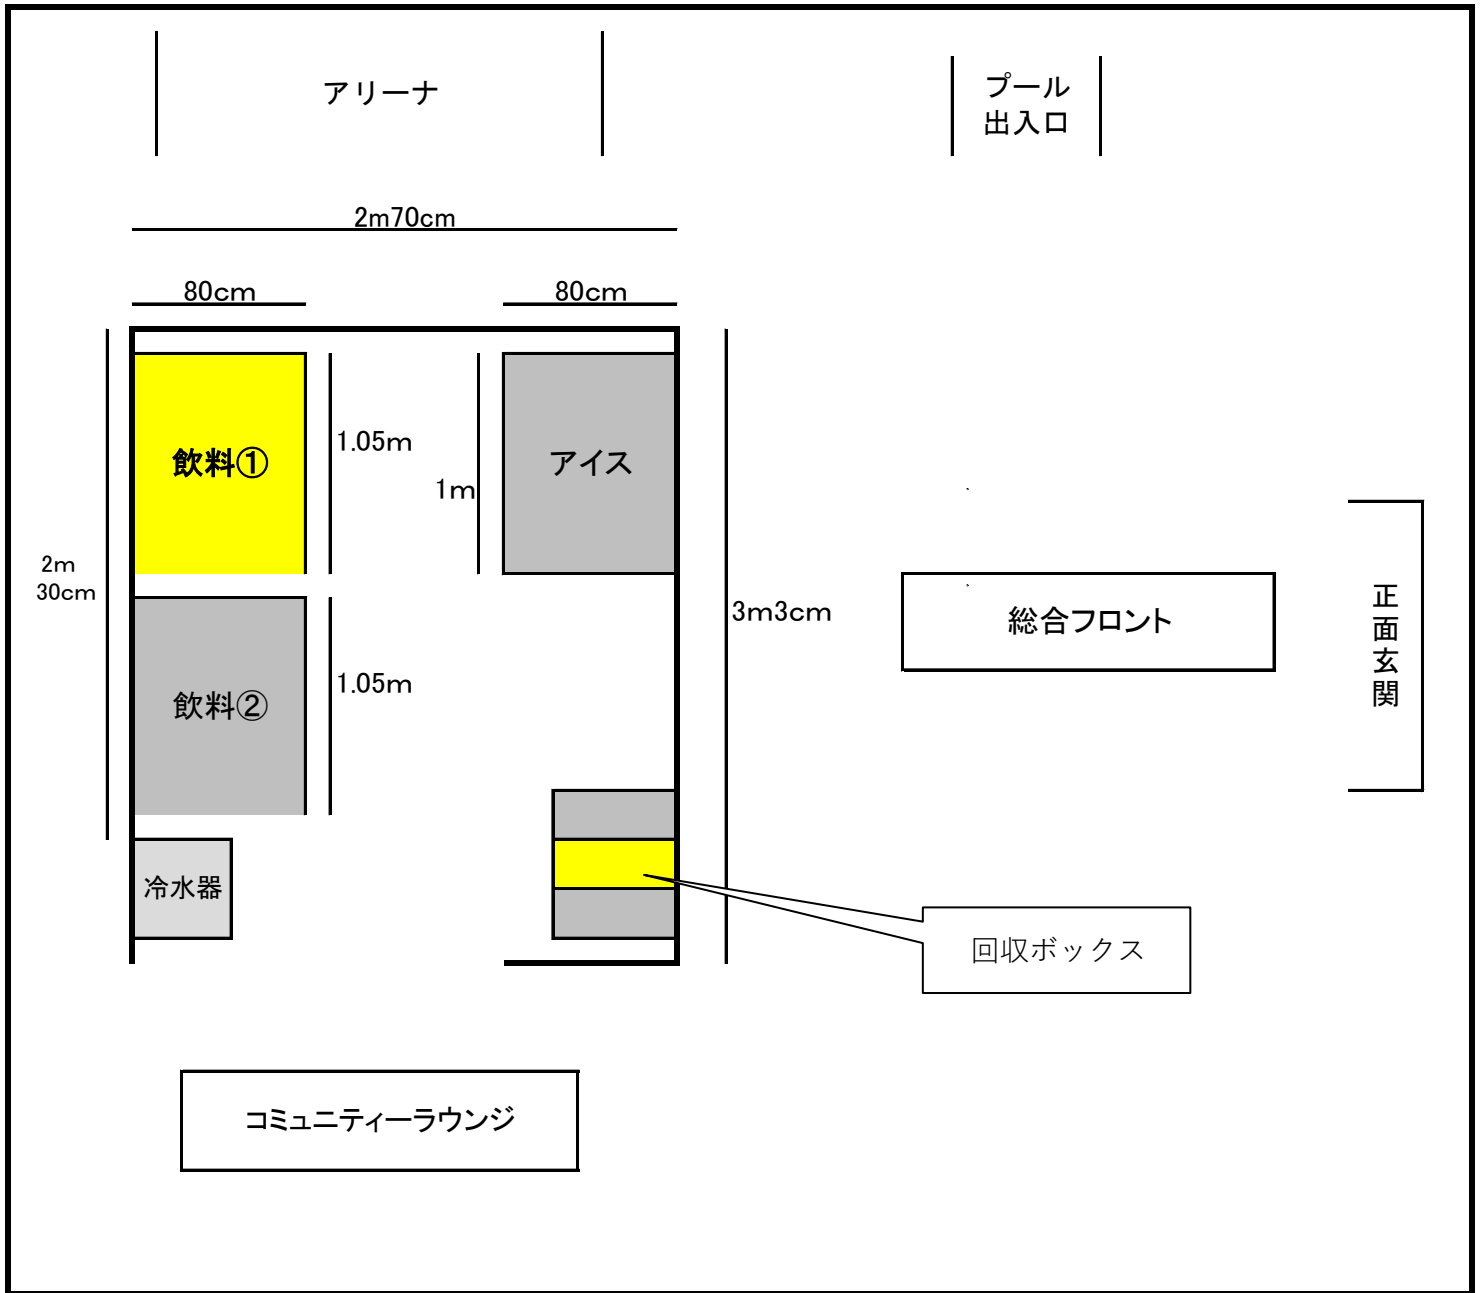 アリーナ
プール
出入口
2m70cm
80cm
80cm
飲料①
1.05m
アイス
1m
2m
30cm
3m3cm
総合フロント
正面玄関
飲料②
1.05m
冷水器
回収ボックス
コミュニティーラウンジ